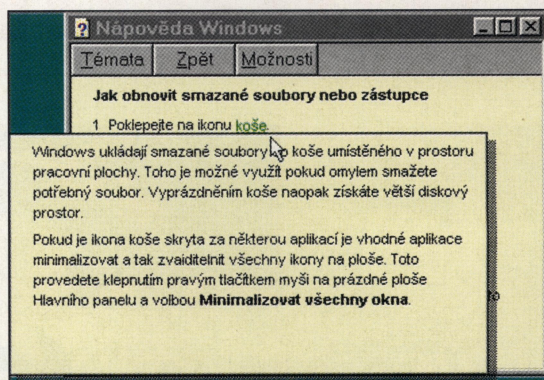 Nápověda Windows
Témata Zpět Možnosti
Jak obnovit smazané soubory nebo zástupce
1 Poklepejte na ikonu koše.
Windows ukládají smazané soubory do koše umístěného v prostoru
pracovní plochy. Toho je možné využít pokud omylem smažete
potřebný soubor. Vyprázdněním koše naopak získáte větší diskový
prostor.
Pokud je ikona koše skryta za některou aplikací je vhodné aplikace
minimalizovat a tak zvaiditelnit všechny ikony na ploše. Toto
provedete klepnutím pravým tlačítkem myši na prázdné ploše
Hlavního panelu a volbou Minimalizovat všechny okna.
to